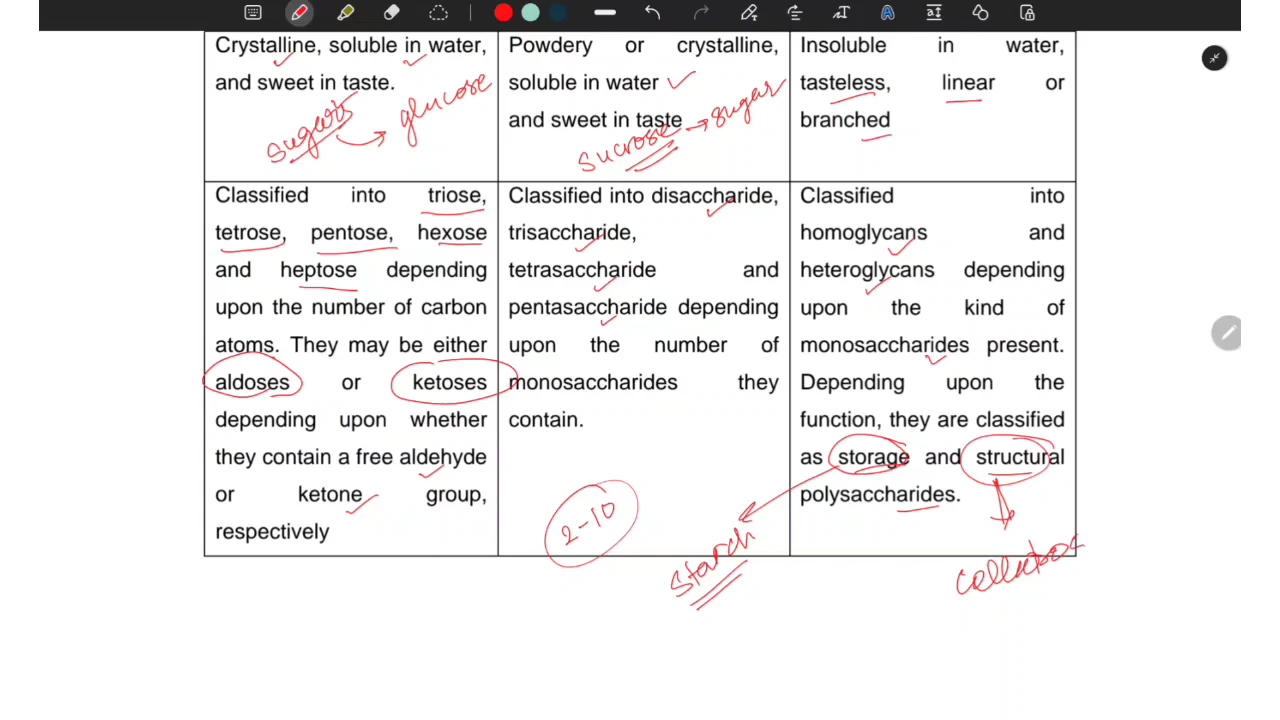 Crystalline, soluble in water,
and sweet in taste.
sugars → glucose
Powdery or crystalline,
soluble in water
and sweet in taste
sucrose → sugar
Insoluble in water,
tasteless, linear or
branched
Classified into triose,
tetrose, pentose, hexose
and heptose depending
upon the number of carbon
atoms. They may be either
aldoses or ketoses
depending upon whether
they contain a free aldehyde
or ketone group,
respectively
Classified into disaccharide,
trisaccharide,
tetrasaccharide and
pentasaccharide depending
upon the number of
monosaccharides they
contain.
2-10
Classified into
homoglycans and
heteroglycans depending
upon the kind of
monosaccharides present.
Depending upon the
function, they are classified
as storage and structural
polysaccharides.
starch